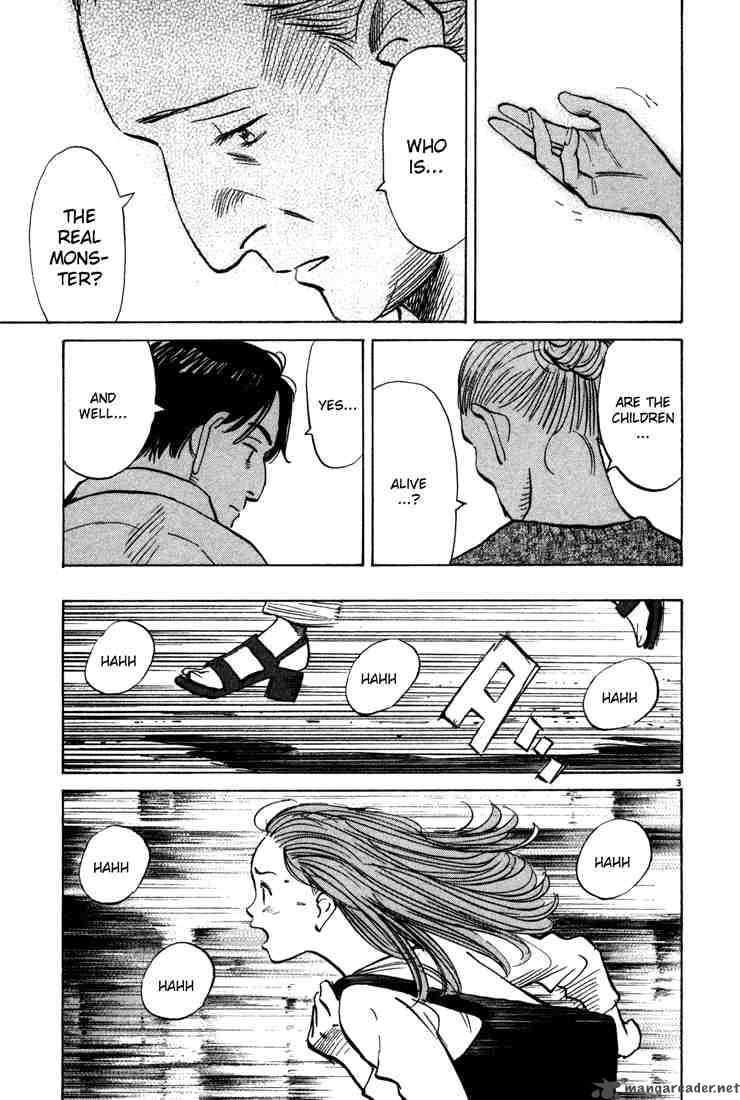 WHO
IS...
THE
REAL
MONS-
TER?
ARE THE
CHILDREN
...
ALIVE
...?
YES...
AND
WELL...
HAHH
HAHH
HAHH
A
3
HAHH
HAHH
HAHH
mangareader.net